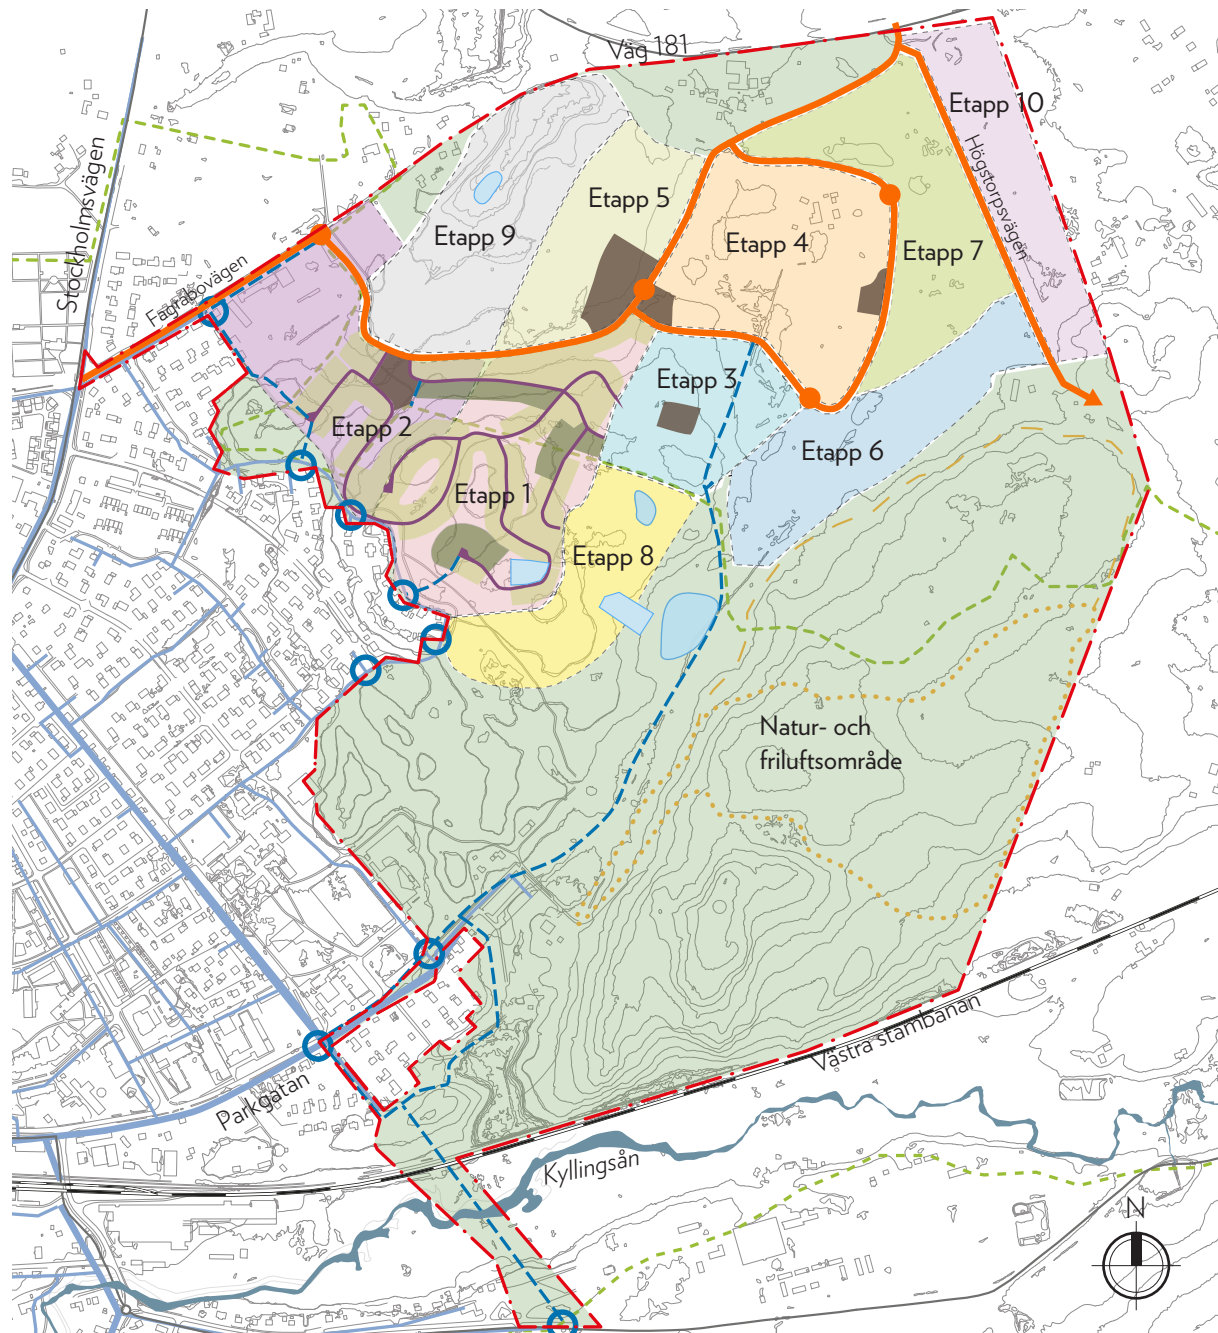 Väg 181
Etapp 10
Stockholmsvägen
Högstorpsvägen
Etapp 5
Etapp 9
Etapp 4
Etapp 7
Fagrabovägen
Etapp 3
Etapp 2
Etapp 6
Etapp 1
Etapp 8
Natur- och
friluftsområde
Västra stambanan
Parkgatan
Kyllingsån
N